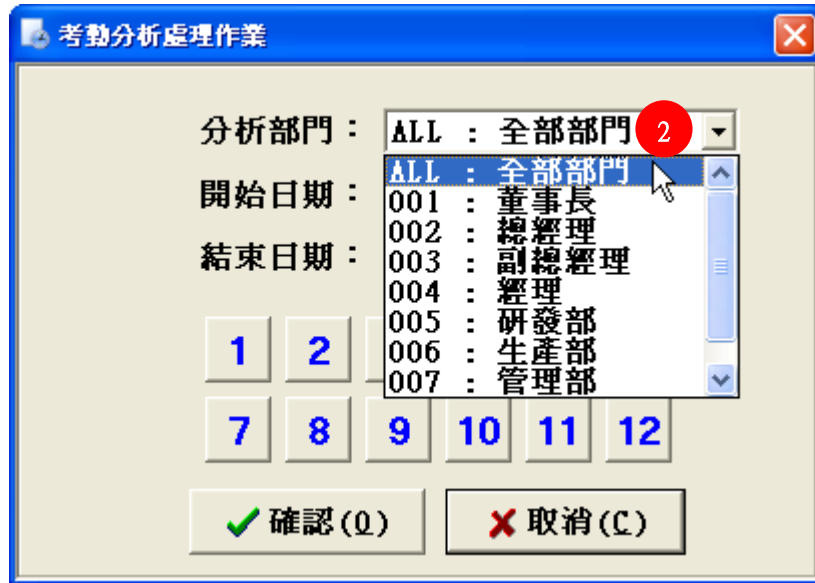 考勤分析處理作業
分析部門： ALL : 全部部門 2
ALL : 全部部門
開始日期：
001 : 董事長
002 : 總經理
結束日期：
003 : 副總經理
004 : 經理
005 : 研發部
1 2
006 : 生產部
007 : 管理部
7 8 9 10 11 12
確認(O) 取消(C)